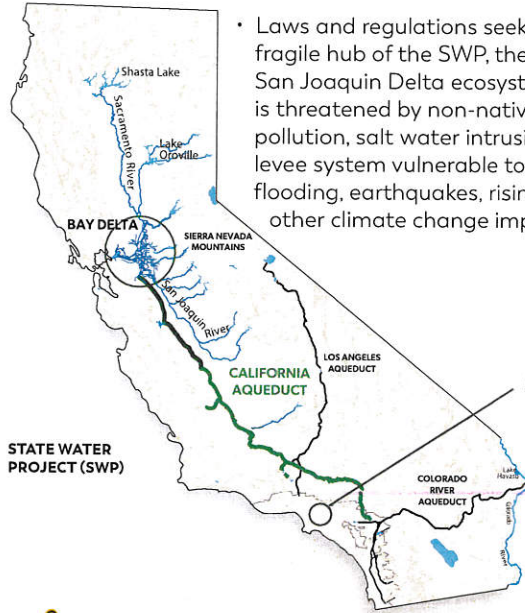 • Laws and regulations seek
fragile hub of the SWP, the
San Joaquin Delta ecosyst
is threatened by non-nativ
pollution, salt water intrusi
levee system vulnerable to
flooding, earthquakes, rising
other climate change imp
Shasta Lake
Sacramento River
Lake
Oroville
BAY DELTA
SIERRA NEVADA
MOUNTAINS
San Joaquin
River
LOS ANGELES
AQUEDUCT
CALIFORNIA
AQUEDUCT
STATE WATER
PROJECT (SWP)
COLORADO
RIVER
AQUEDUCT
Lake
Colorado
River